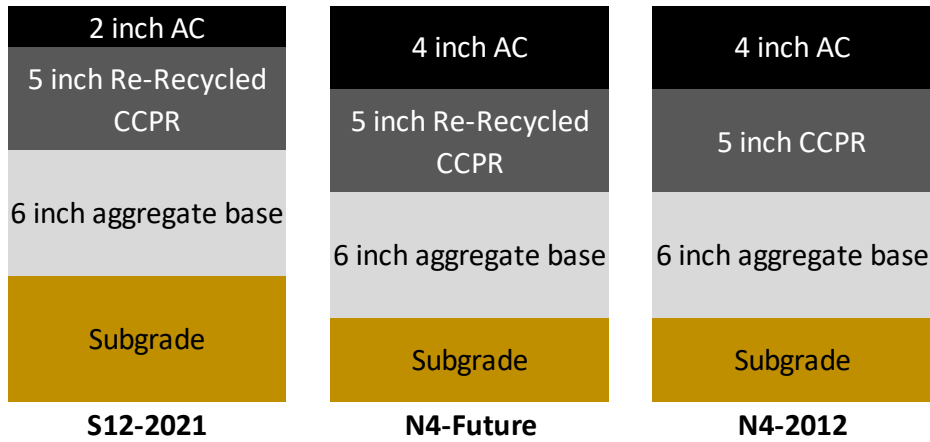 2 inch AC
5 inch Re-Recycled
CCPR
6 inch aggregate base
Subgrade
S12-2021
4 inch AC
5 inch Re-Recycled
CCPR
6 inch aggregate base
Subgrade
N4-Future
4 inch AC
5 inch CCPR
6 inch aggregate base
Subgrade
N4-2012